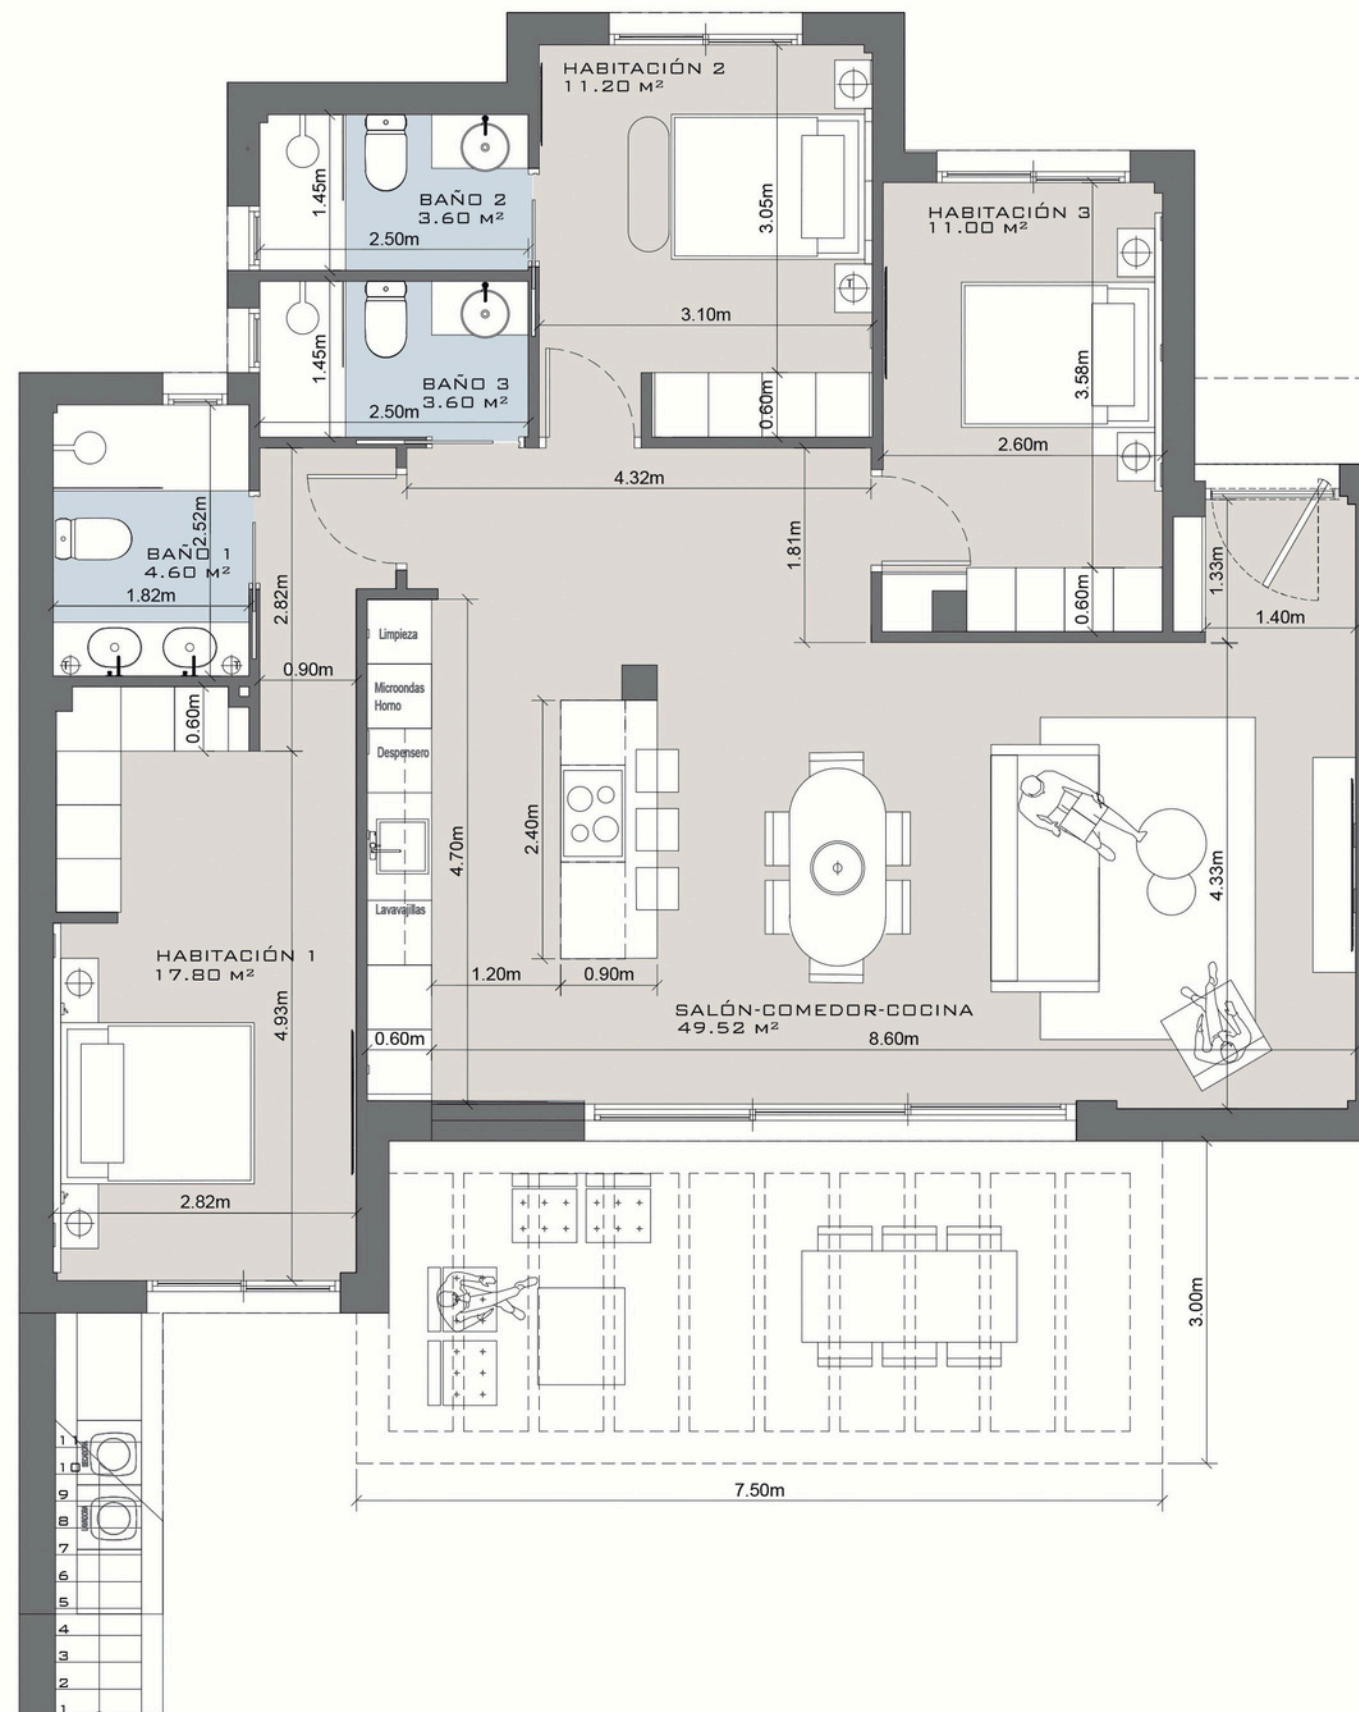 HABITACIÓN 2
11.20 M²
1.45m
BAÑO 2
3.60 M²
2.50m
3.05m
HABITACIÓN 3
11.00 M²
3.10m
1.45m
BAÑO 3
3.60 M²
2.50m
0.60m
3.58m
2.60m
4.32m
2.52m
BAÑO 1
4.60 M²
1.82m
2.82m
1.81m
0.60m
1.33m
1.40m
Limpieza
0.90m
0.60m
Microondas
Horno
Despensero
2.40m
4.70m
4.33m
Lavavajillas
HABITACIÓN 1
17.80 M²
4.93m
1.20m
0.90m
SALÓN-COMEDOR-COCINA
49.52 M²
0.60m
8.60m
2.82m
3.00m
7.50m
11
10
9
8
7
6
5
4
3
2
1